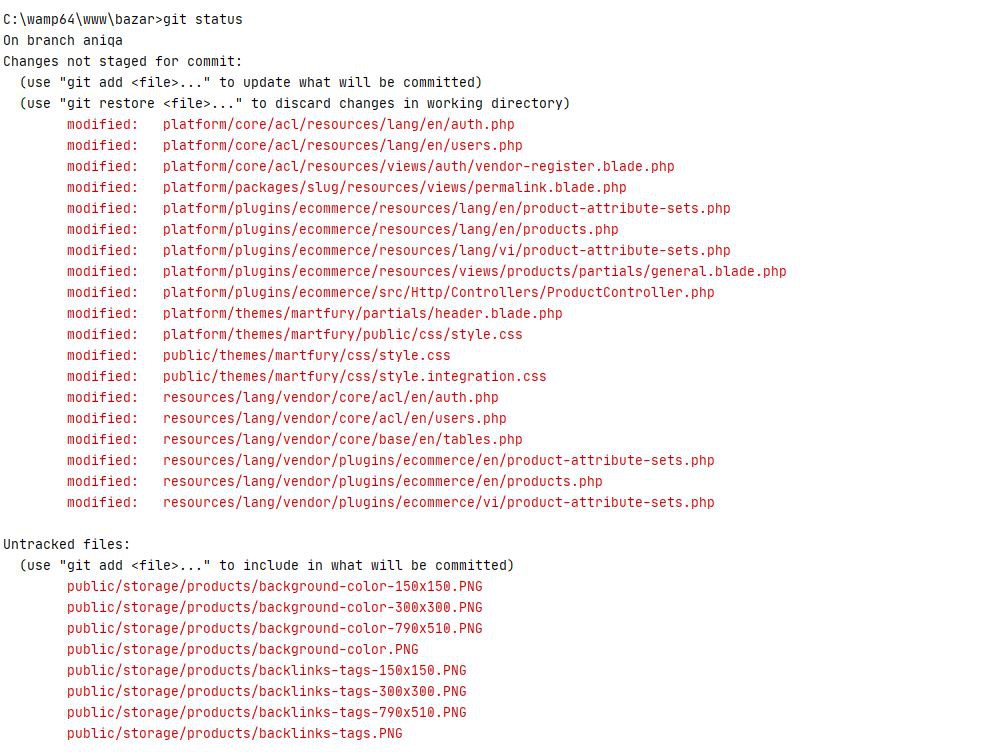 C:\wamp64\www\bazar>git status
On branch aniqa
Changes not staged for commit:
  (use "git add <file>..." to update what will be committed)
  (use "git restore <file>..." to discard changes in working directory)
        modified:   platform/core/acl/resources/lang/en/auth.php
        modified:   platform/core/acl/resources/lang/en/users.php
        modified:   platform/core/acl/resources/views/auth/vendor-register.blade.php
        modified:   platform/packages/slug/resources/views/permalink.blade.php
        modified:   platform/plugins/ecommerce/resources/lang/en/product-attribute-sets.php
        modified:   platform/plugins/ecommerce/resources/lang/en/products.php
        modified:   platform/plugins/ecommerce/resources/lang/vi/product-attribute-sets.php
        modified:   platform/plugins/ecommerce/resources/views/products/partials/general.blade.php
        modified:   platform/plugins/ecommerce/src/Http/Controllers/ProductController.php
        modified:   platform/themes/martfury/partials/header.blade.php
        modified:   platform/themes/martfury/public/css/style.css
        modified:   public/themes/martfury/css/style.css
        modified:   public/themes/martfury/css/style.integration.css
        modified:   resources/lang/vendor/core/acl/en/auth.php
        modified:   resources/lang/vendor/core/acl/en/users.php
        modified:   resources/lang/vendor/core/base/en/tables.php
        modified:   resources/lang/vendor/plugins/ecommerce/en/product-attribute-sets.php
        modified:   resources/lang/vendor/plugins/ecommerce/en/products.php
        modified:   resources/lang/vendor/plugins/ecommerce/vi/product-attribute-sets.php

Untracked files:
  (use "git add <file>..." to include in what will be committed)
        public/storage/products/background-color-150x150.PNG
        public/storage/products/background-color-300x300.PNG
        public/storage/products/background-color-790x510.PNG
        public/storage/products/background-color.PNG
        public/storage/products/backlinks-tags-150x150.PNG
        public/storage/products/backlinks-tags-300x300.PNG
        public/storage/products/backlinks-tags-790x510.PNG
        public/storage/products/backlinks-tags.PNG